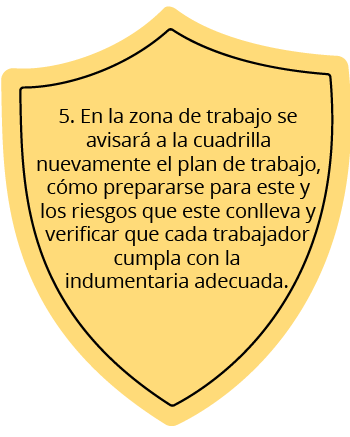 5. En la zona de trabajo se
avisará a la cuadrilla
nuevamente el plan de trabajo,
cómo prepararse para este y
los riesgos que este conlleva y
verificar que cada trabajador
cumpla con la
indumentaria adecuada.